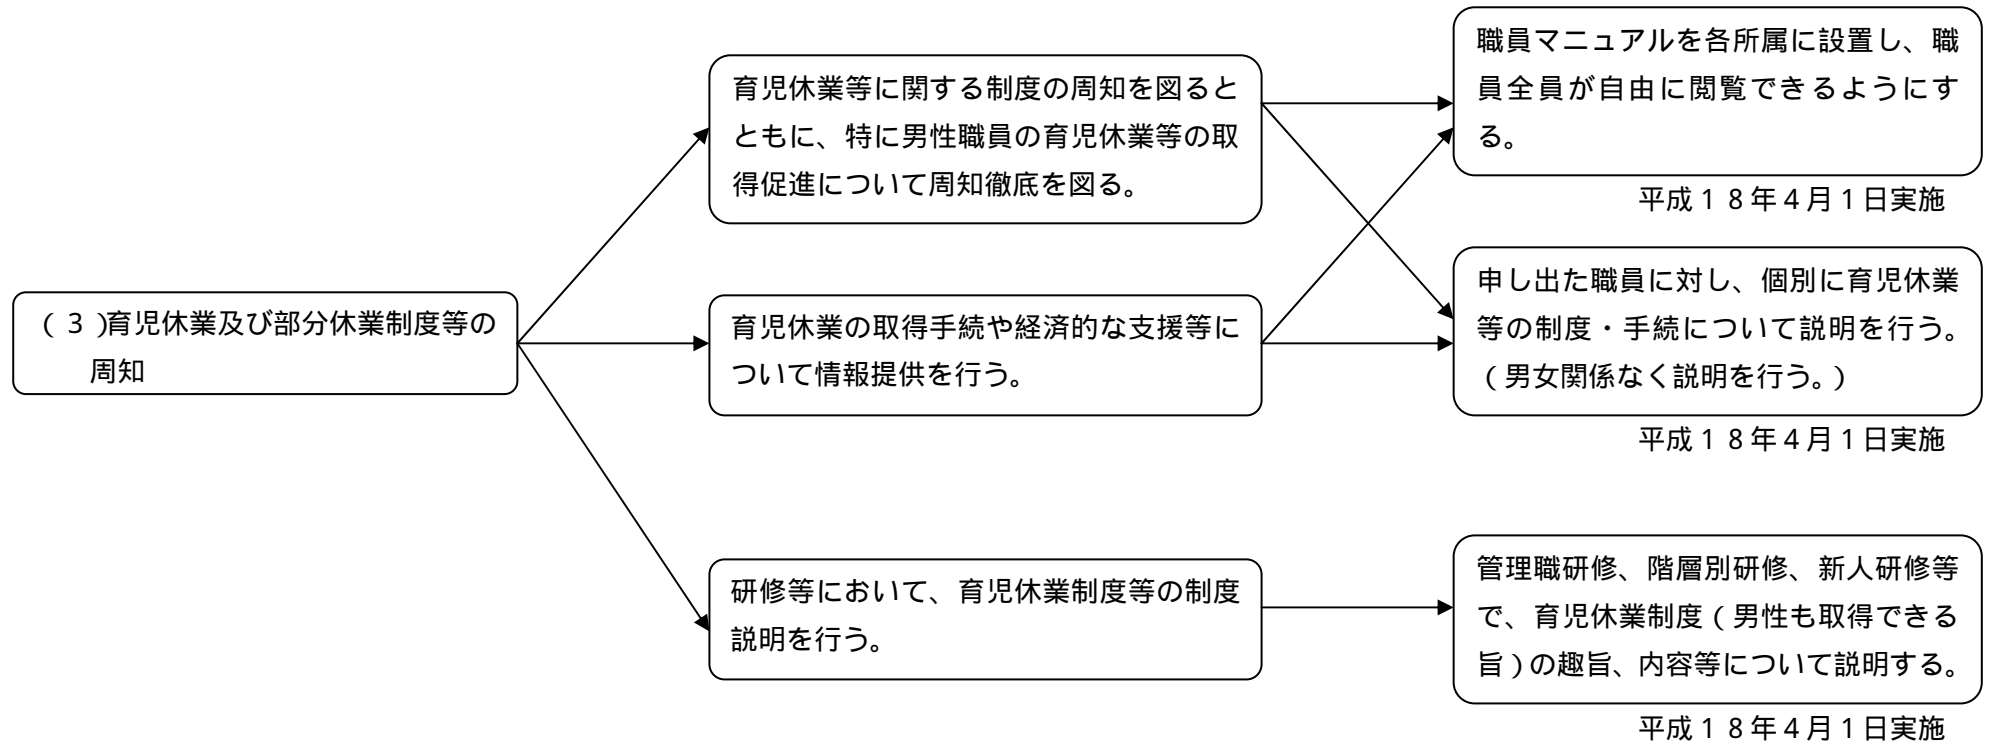 （３）育児休業及び部分休業制度等の
周知
育児休業等に関する制度の周知を図ると
ともに、特に男性職員の育児休業等の取
得促進について周知徹底を図る。
育児休業の取得手続や経済的な支援等に
ついて情報提供を行う。
研修等において、育児休業制度等の制度
説明を行う。
職員マニュアルを各所属に設置し、職
員全員が自由に閲覧できるようにす
る。
平成１８年４月１日実施
申し出た職員に対し、個別に育児休業
等の制度・手続について説明を行う。
（男女関係なく説明を行う。）
平成１８年４月１日実施
管理職研修、階層別研修、新人研修等
で、育児休業制度（男性も取得できる
旨）の趣旨、内容等について説明する。
平成１８年４月１日実施